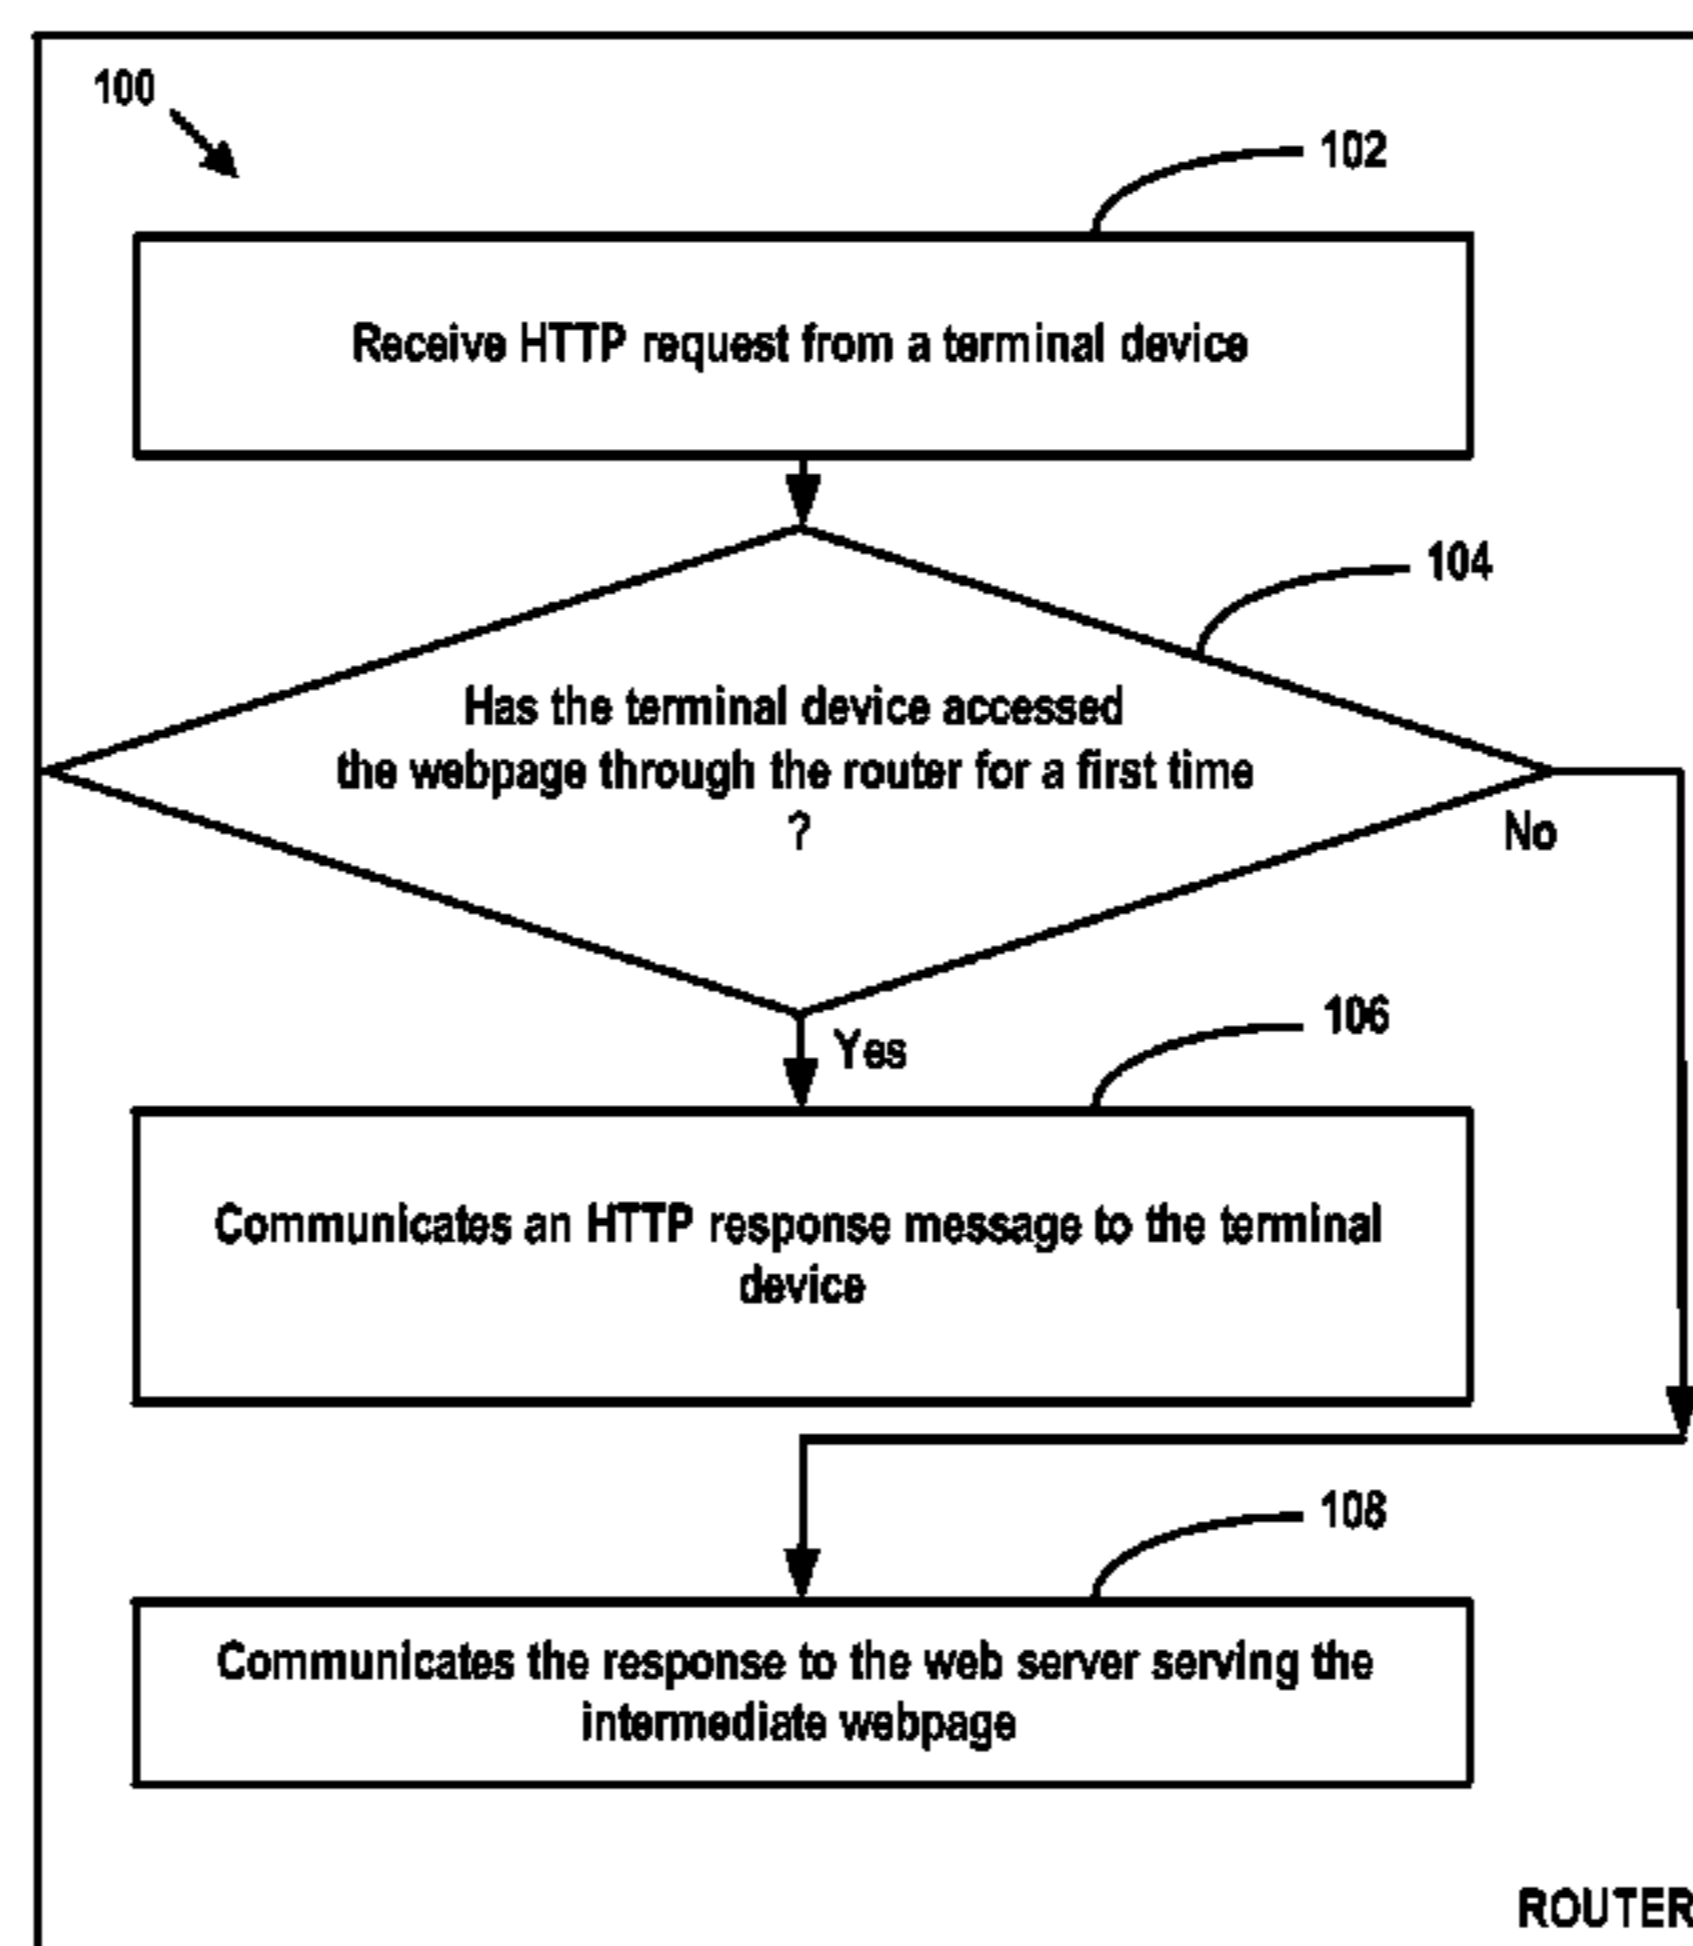 100
102
Receive HTTP request from a terminal device
104
Has the terminal device accessed
the webpage through the router for a first time
?
No
Yes
106
Communicates an HTTP response message to the terminal
device
108
Communicates the response to the web server serving the
intermediate webpage
ROUTER